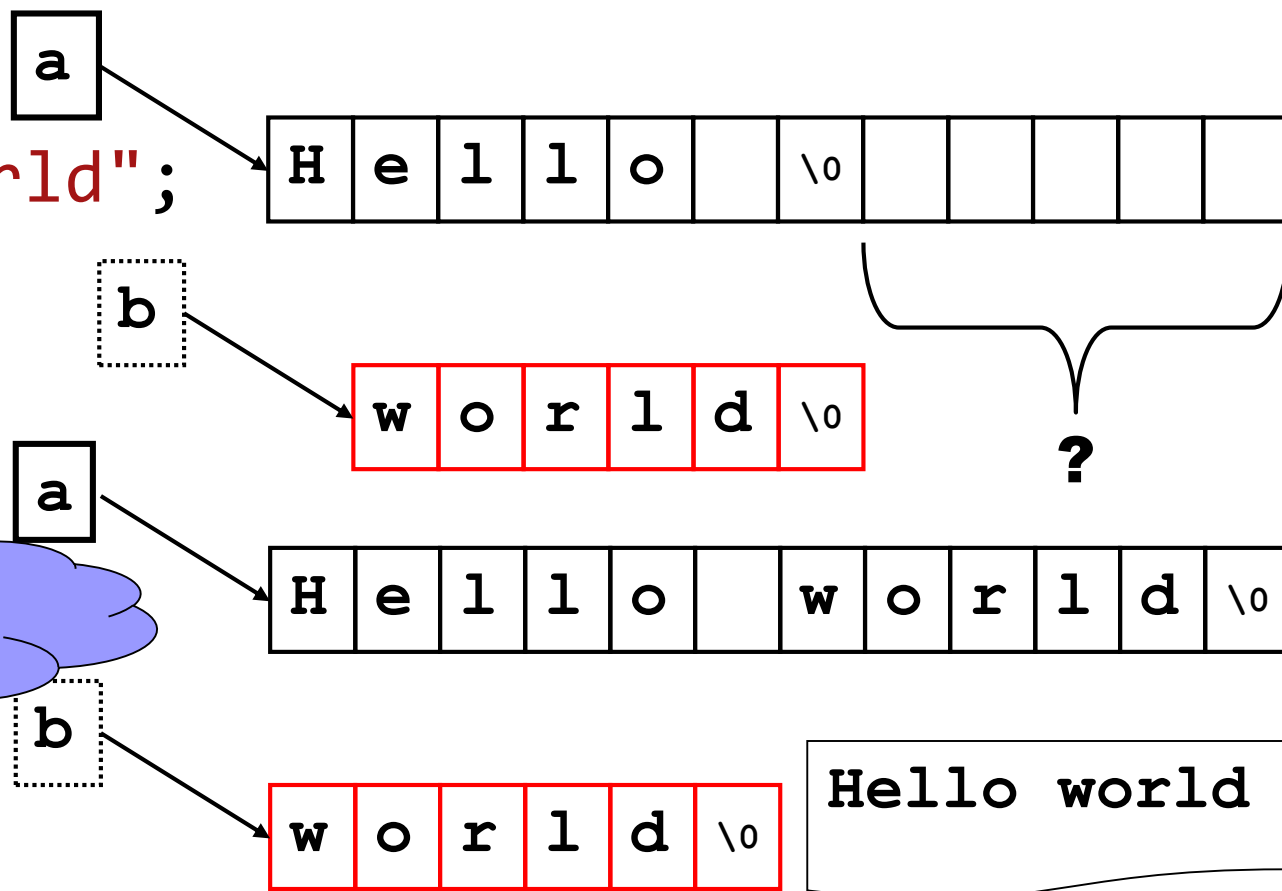 a
H e l l o \0
rld";
b
w o r l d \0
?
a
H e l l o w o r l d \0
b
Hello world
w o r l d \0